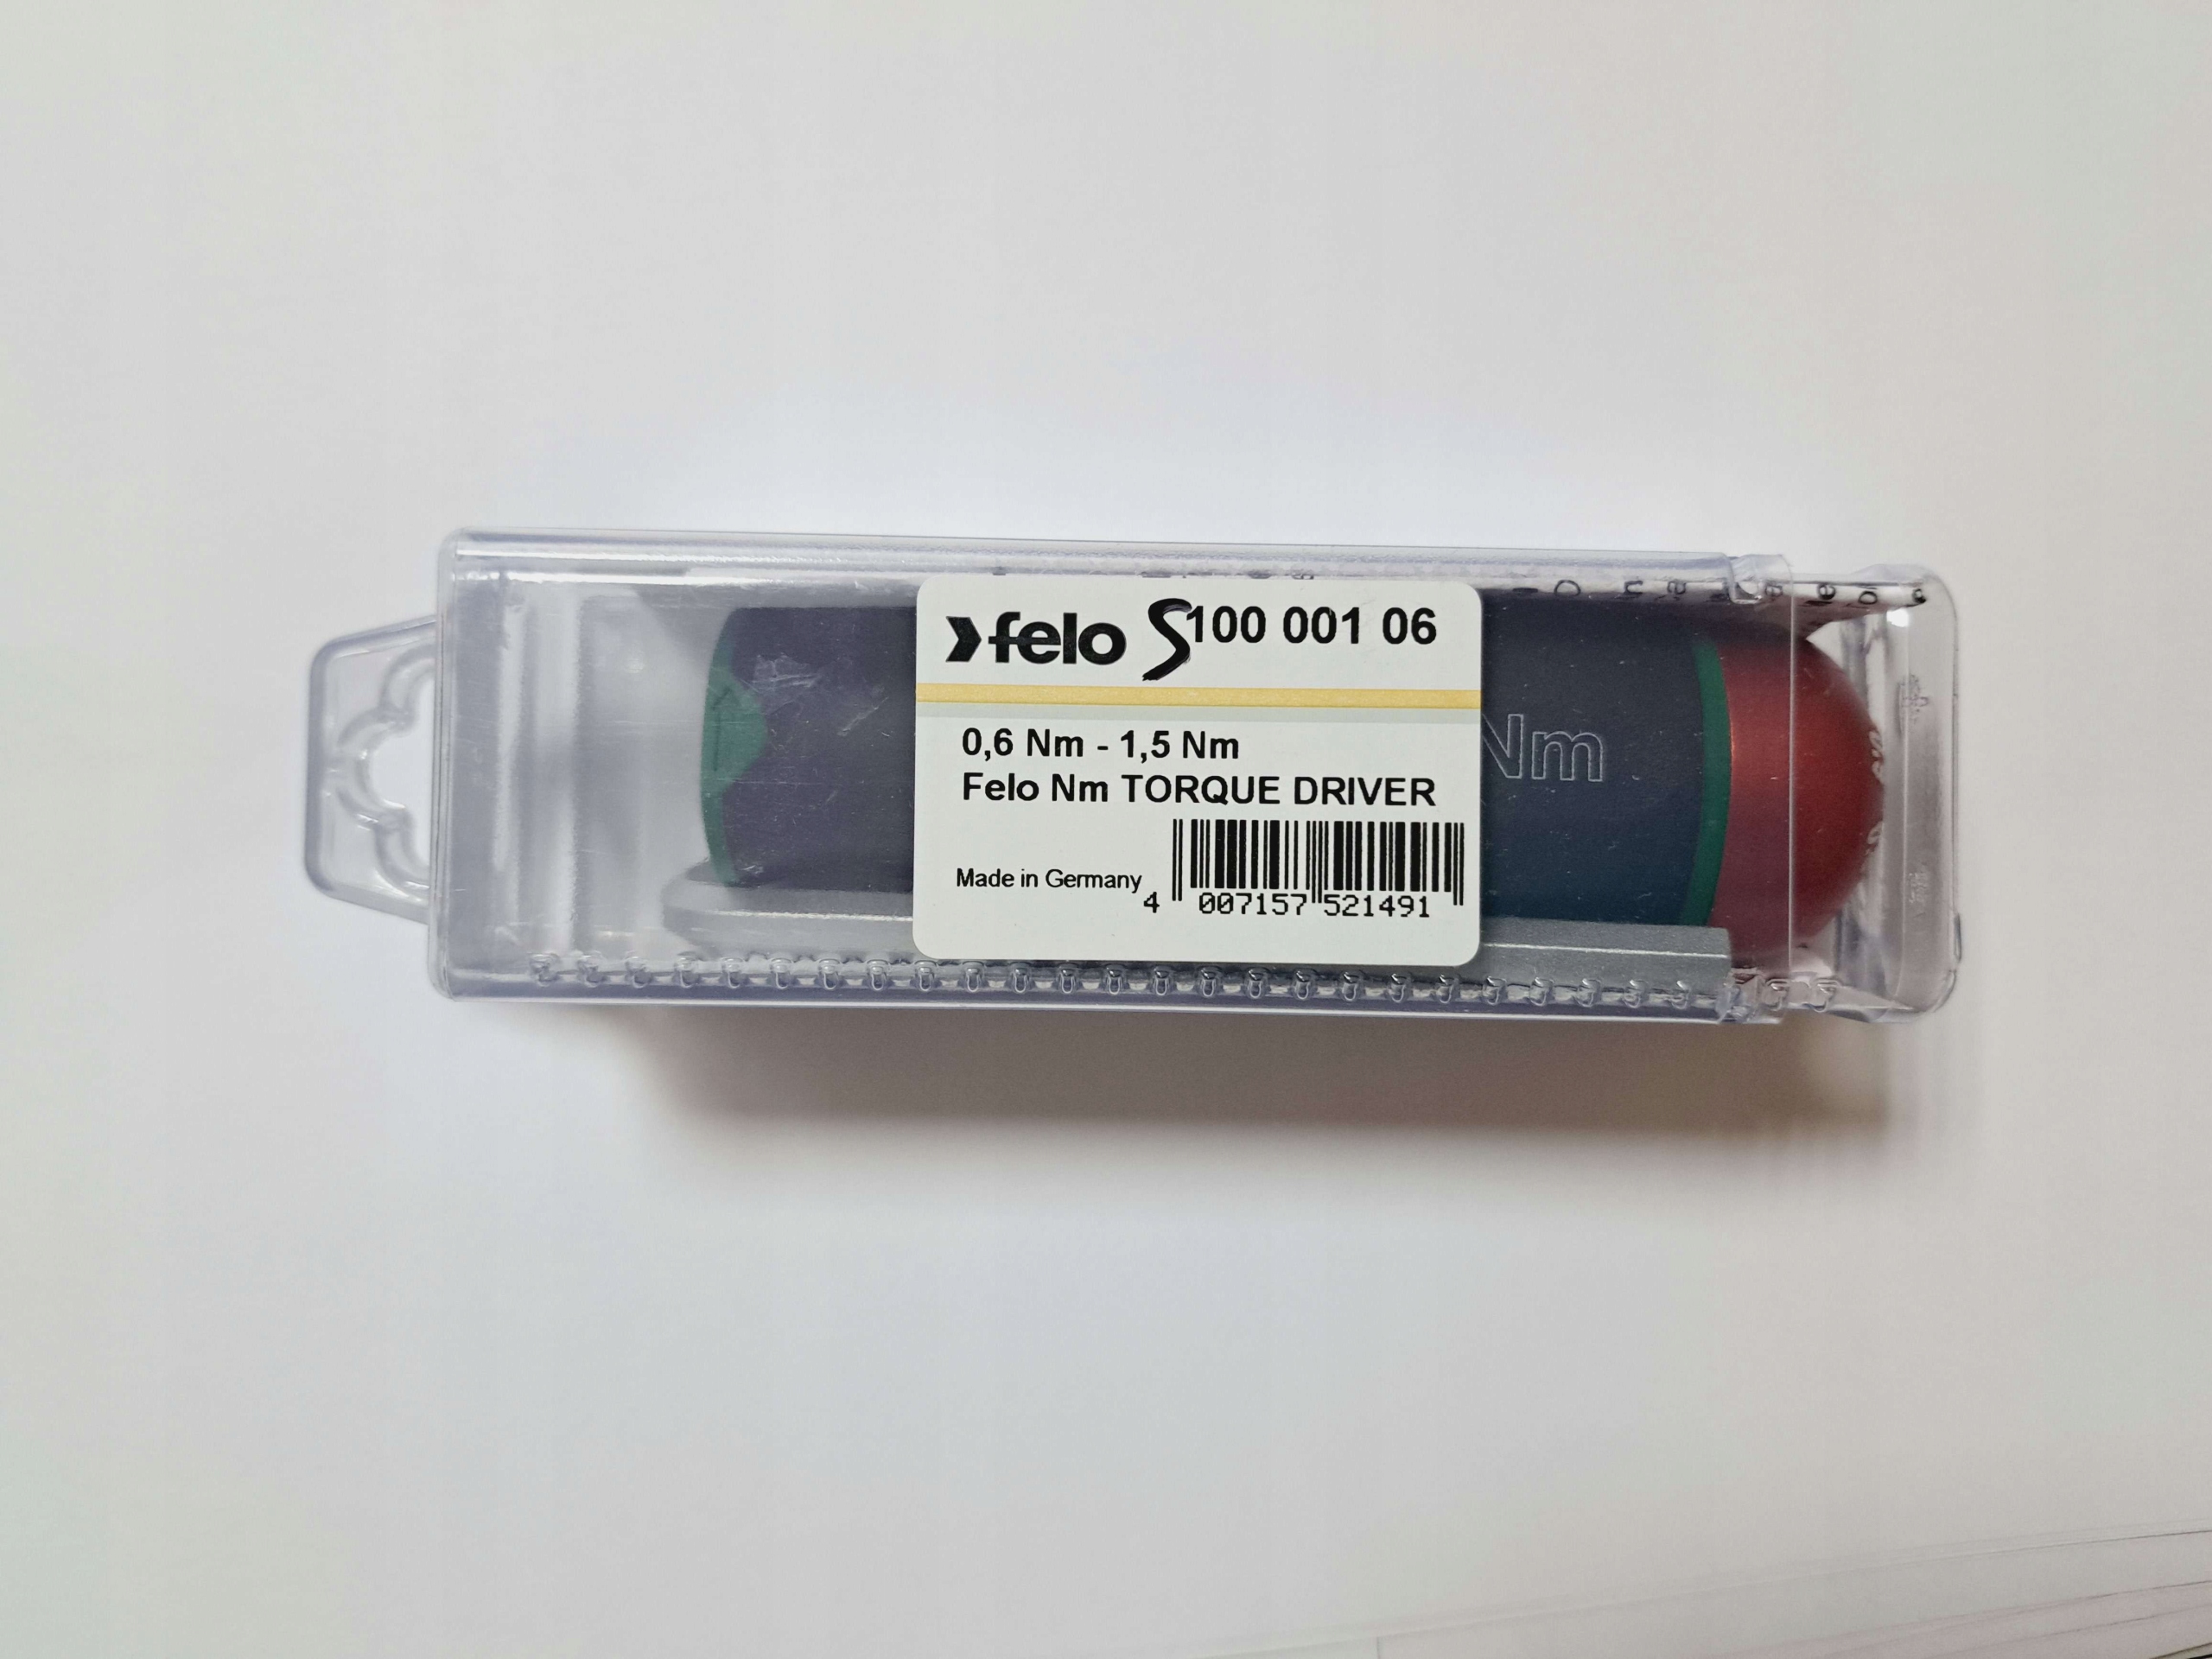 felo S 100 001 06
0,6 Nm - 1,5 Nm
Felo Nm TORQUE DRIVER
Made in Germany
4 007157 521491
Nm